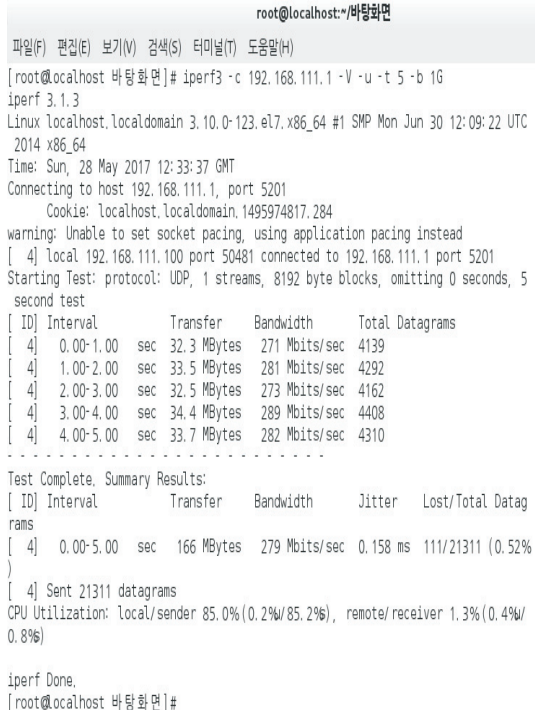 root@localhost:~/바탕화면
파일(F) 편집(E) 보기(V) 검색(S) 터미널(T) 도움말(H)
[root@localhost 바탕화면]# iperf3 -c 192.168.111.1 -V -u -t 5 -b 1G
iperf 3.1.3
Linux localhost.localdomain 3.10.0-123.el7.x86_64 #1 SMP Mon Jun 30 12:09:22 UTC
2014 x86_64
Time: Sun, 28 May 2017 12:33:37 GMT
Connecting to host 192.168.111.1, port 5201
Cookie: localhost.localdomain.1495974817.284
warning: Unable to set socket pacing, using application pacing instead
[ 4] local 192.168.111.100 port 50481 connected to 192.168.111.1 port 5201
Starting Test: protocol: UDP, 1 streams, 8192 byte blocks, omitting 0 seconds, 5
second test
[ ID] Interval Transfer Bandwidth Total Datagrams
[ 4] 0.00-1.00 sec 32.3 MBytes 271 Mbits/sec 4139
[ 4] 1.00-2.00 sec 33.5 MBytes 281 Mbits/sec 4292
[ 4] 2.00-3.00 sec 32.5 MBytes 273 Mbits/sec 4162
[ 4] 3.00-4.00 sec 34.4 MBytes 289 Mbits/sec 4408
[ 4] 4.00-5.00 sec 33.7 MBytes 282 Mbits/sec 4310
- - - - - - - - - - - - - - - - - - - - - - - - -
Test Complete. Summary Results:
[ ID] Interval Transfer Bandwidth Jitter Lost/Total Datag
rams
[ 4] 0.00-5.00 sec 166 MBytes 279 Mbits/sec 0.158 ms 111/21311 (0.52%
)
[ 4] Sent 21311 datagrams
CPU Utilization: local/sender 85.0% (0.2%u/85.2%s), remote/receiver 1.3% (0.4%u/
0.8%s)
iperf Done.
[root@localhost 바탕화면]#